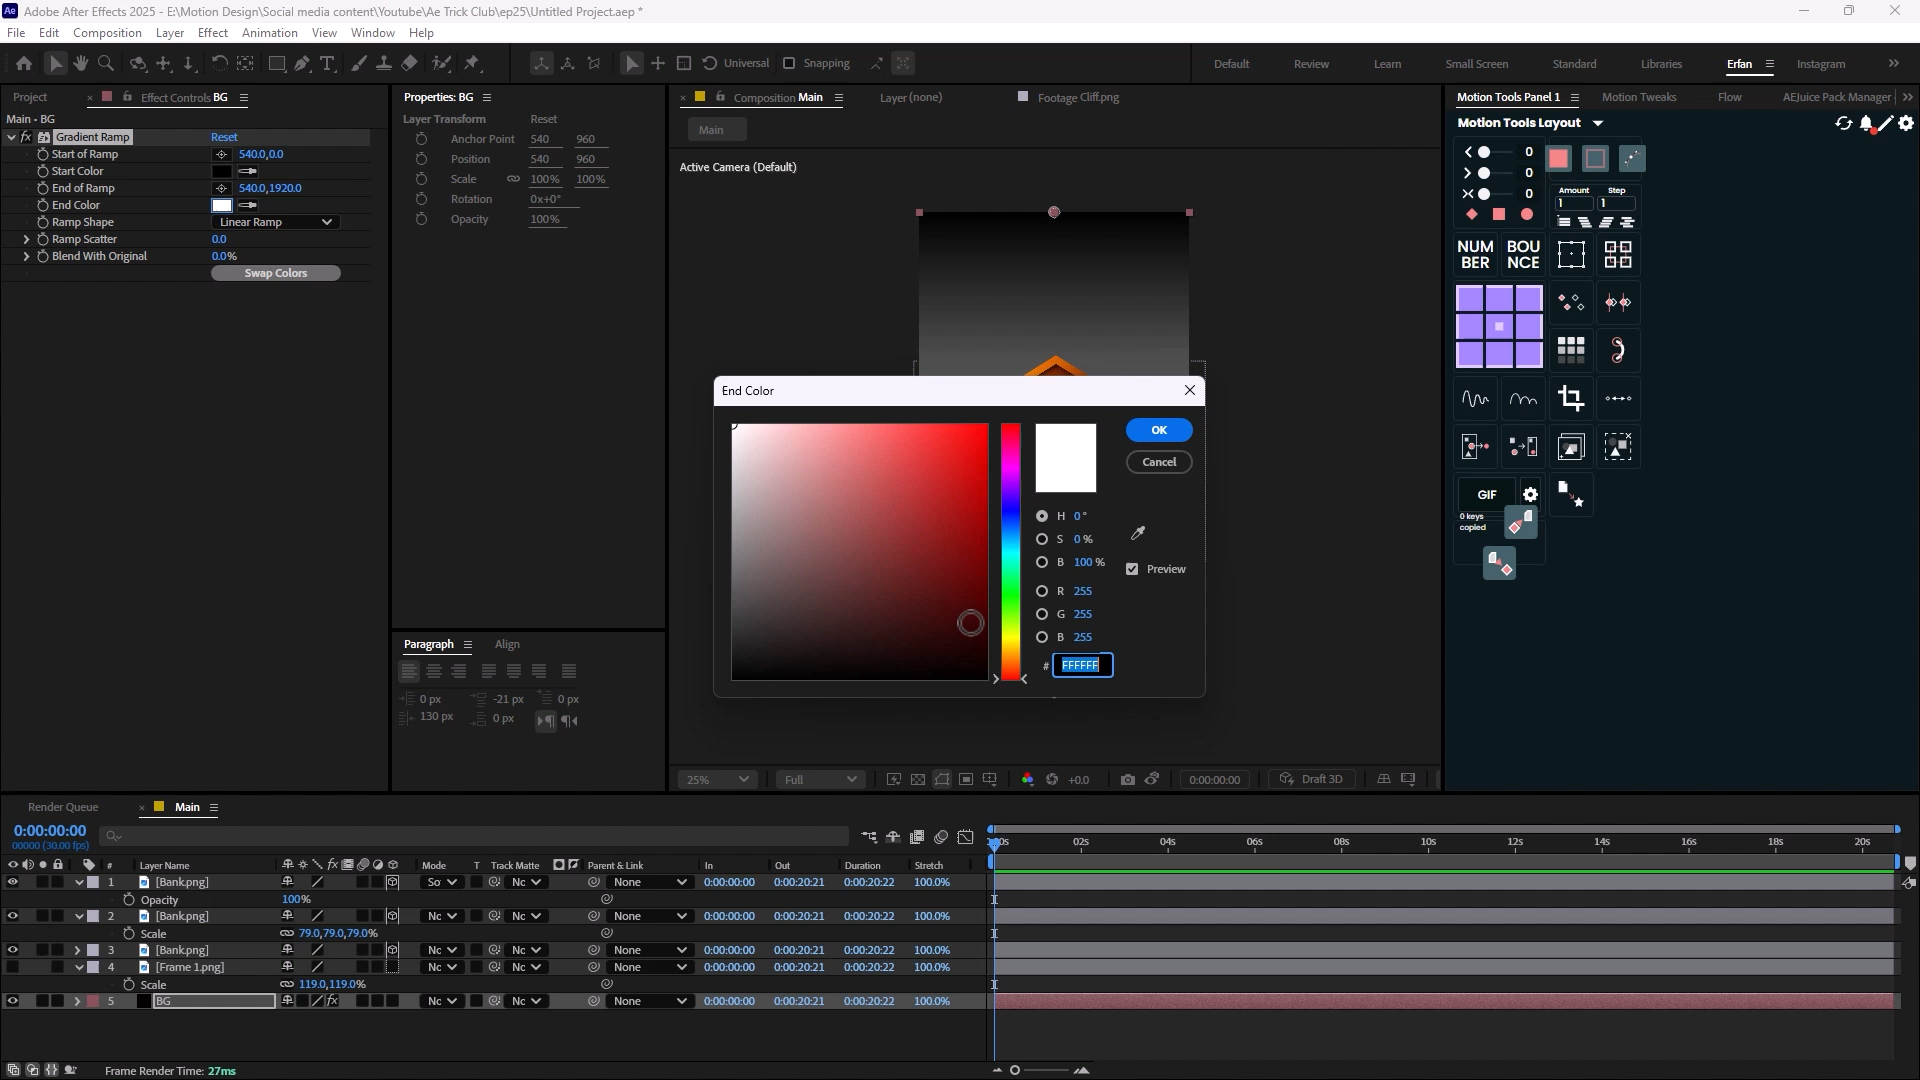 Adobe After Effects 2025 - E:\Motion Design\Social media content\Youtube\Ae Trick Club\ep25\Untitled Project.aep *
File Edit Composition Layer Effect Animation View Window Help
Universal Snapping Default Review Learn Small Screen Standard Libraries Erfan Instagram
Project Effect Controls BG
Main - BG
Gradient Ramp Reset
Start of Ramp 540.0,0.0
Start Color
End of Ramp 540.0,1920.0
End Color
Ramp Shape Linear Ramp
Ramp Scatter 0.0
Blend With Original 0.0%
Swap Colors
Properties: BG
Layer Transform Reset
Anchor Point 540 960
Position 540 960
Scale 100% 100%
Rotation 0x+0°
Opacity 100%
Paragraph Align
0 px -21 px 0 px
130 px 0 px
Composition Main Layer (none) Footage Cliff.png
Main
Active Camera (Default)
End Color
OK
Cancel
H 0°
S 0 %
B 100 %
Preview
R 255
G 255
B 255
# FFFFFF
25% Full +0.0 0:00:00:00 Draft 3D
Motion Tools Panel 1 Motion Tweaks Flow AEJuice Pack Manager
Motion Tools Layout
0
0
0
Amount Step
1 1
NUM
BER
BOU
NCE
GIF
0 keys
copied
Render Queue Main
0:00:00:00
00000 (30.00 fps)
# Layer Name Mode T Track Matte Parent & Link In Out Duration Stretch
02s 04s 06s 08s 10s 12s 14s 16s 18s 20s
1 [Bank.png] So None 0:00:00:00 0:00:20:21 0:00:20:22 100.0%
Opacity 100%
2 [Bank.png] Nc Nc None 0:00:00:00 0:00:20:21 0:00:20:22 100.0%
Scale 79.0,79.0,79.0%
3 [Bank.png] Nc Nc None 0:00:00:00 0:00:20:21 0:00:20:22 100.0%
4 [Frame 1.png] Nc Nc None 0:00:00:00 0:00:20:21 0:00:20:22 100.0%
Scale 119.0,119.0%
5 BG Nc Nc None 0:00:00:00 0:00:20:21 0:00:20:22 100.0%
Frame Render Time: 27ms